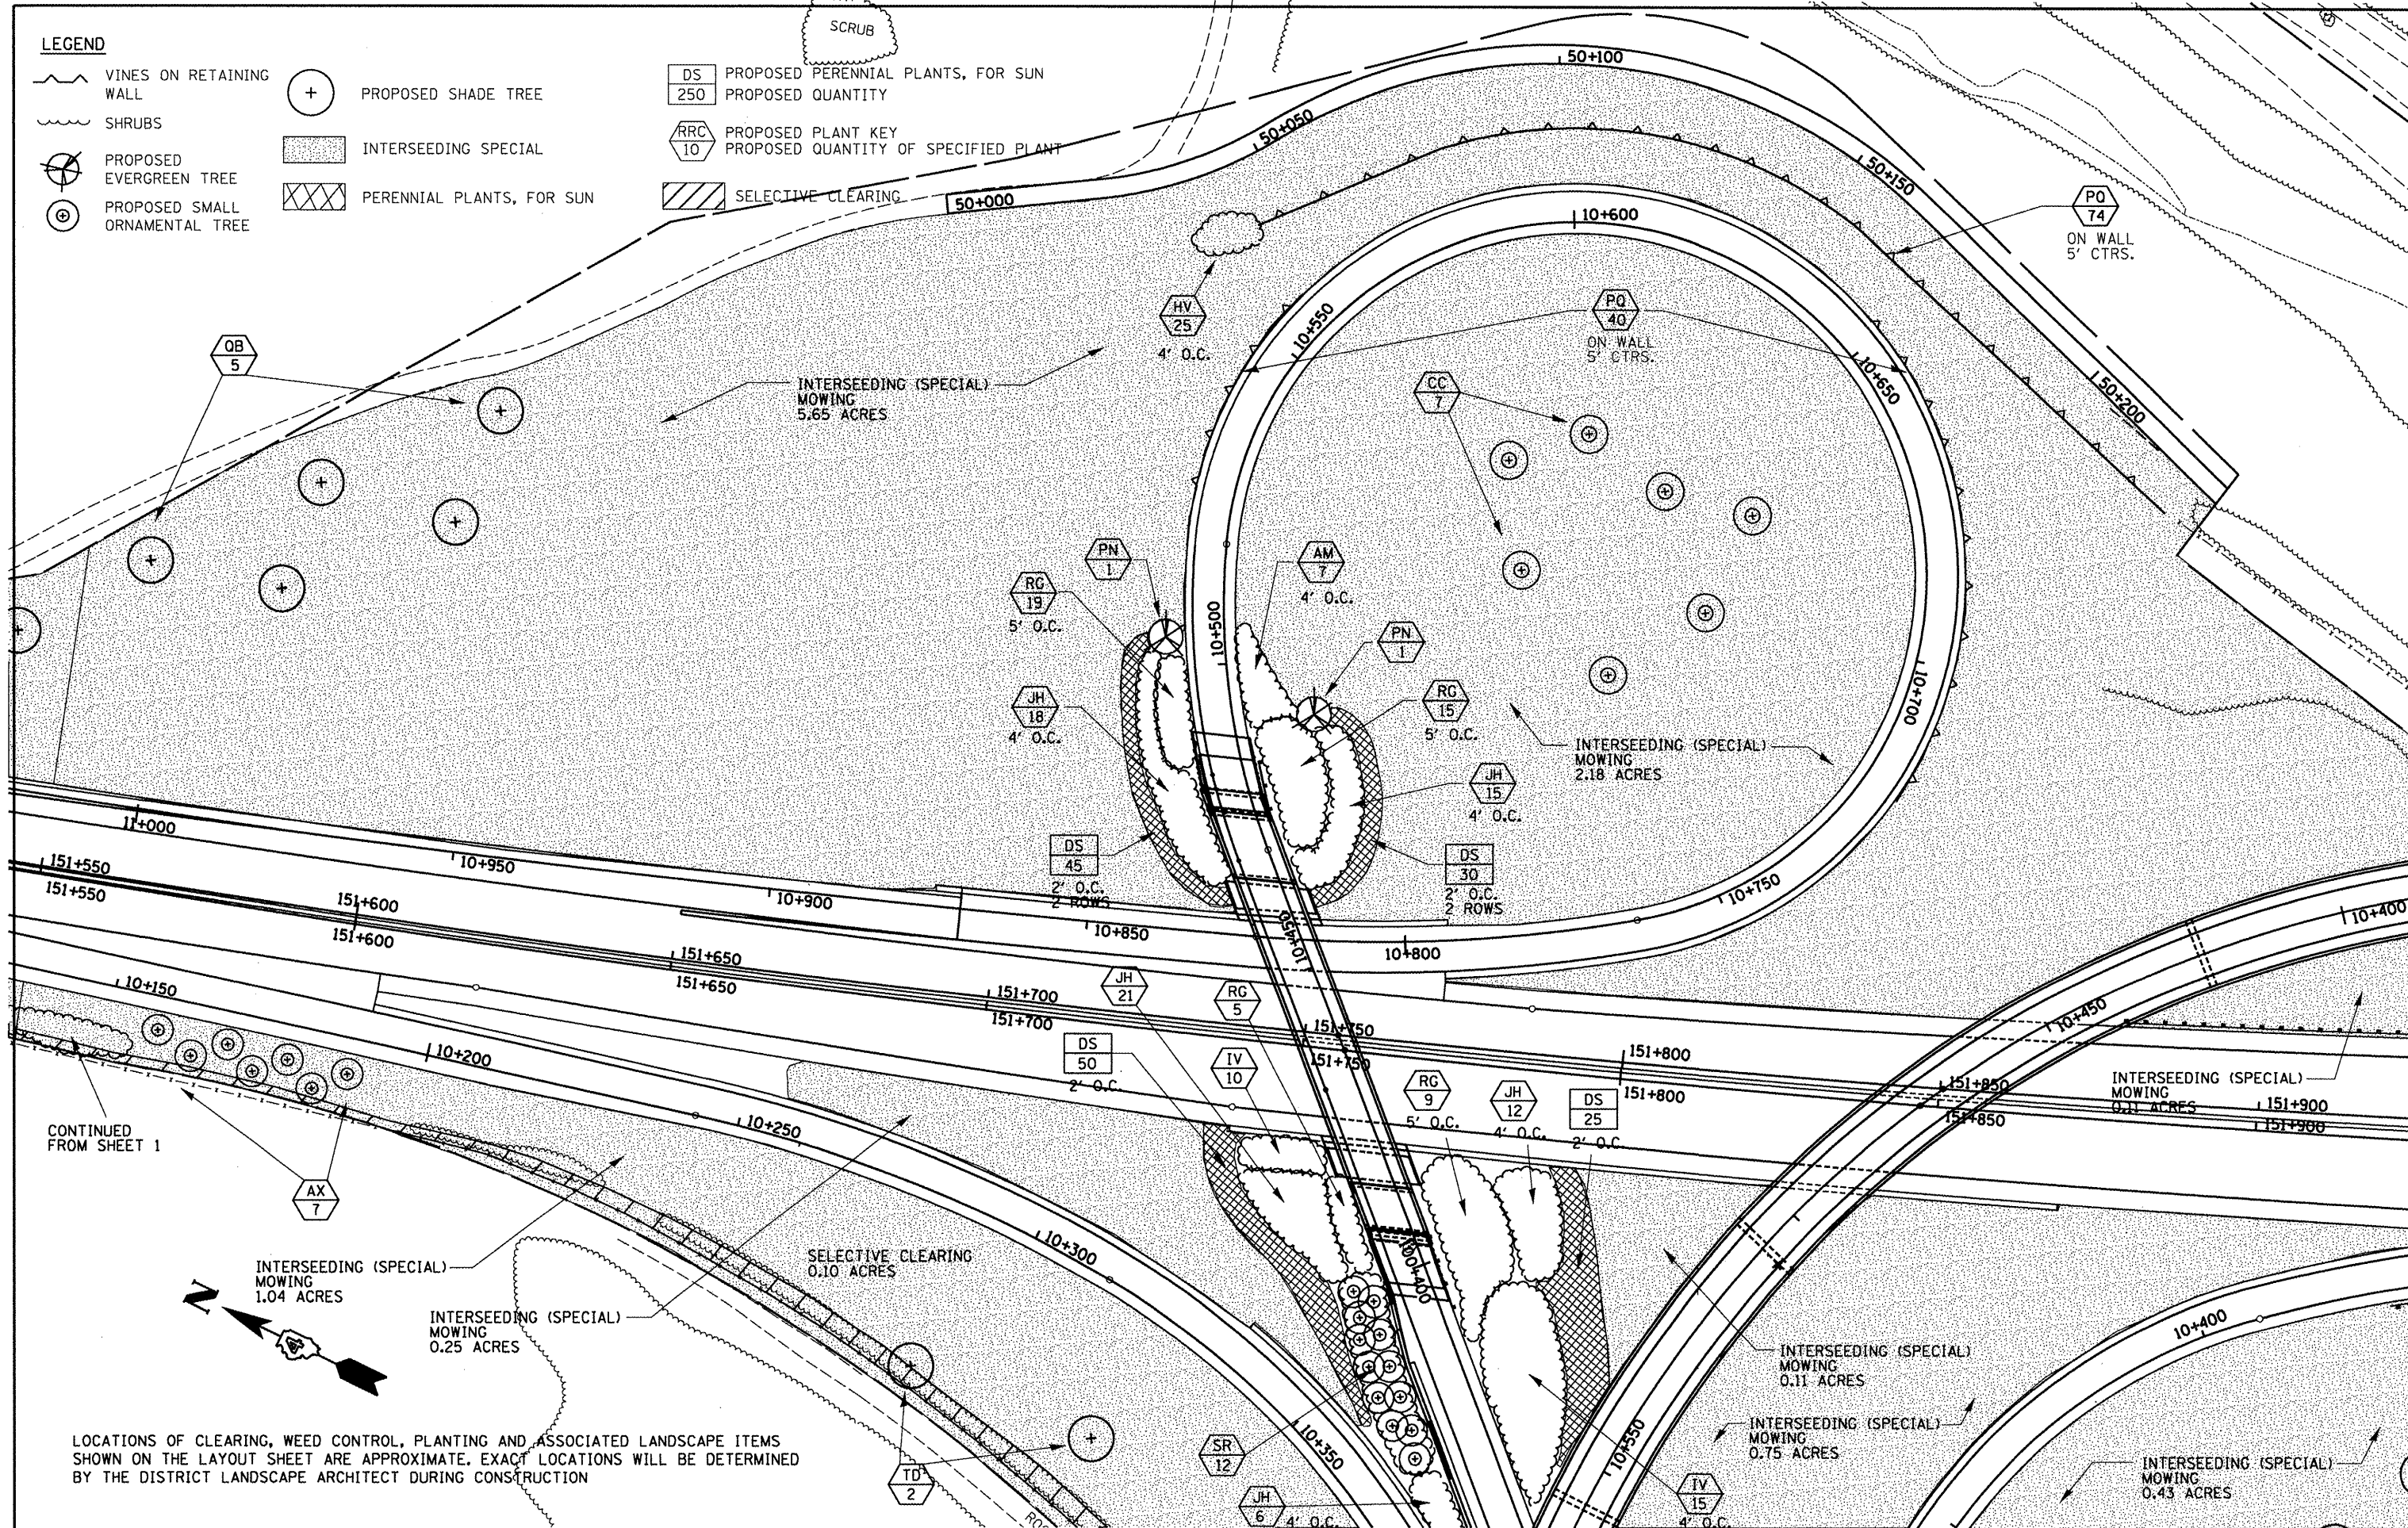 SCRUB
LEGEND
VINES ON RETAINING
WALL
SHRUBS
PROPOSED
EVERGREEN TREE
PROPOSED SMALL
ORNAMENTAL TREE
PROPOSED SHADE TREE
INTERSEEDING SPECIAL
PERENNIAL PLANTS, FOR SUN
DS
250
PROPOSED PERENNIAL PLANTS, FOR SUN
PROPOSED QUANTITY
RRC
10
PROPOSED PLANT KEY
PROPOSED QUANTITY OF SPECIFIED PLANT
SELECTIVE CLEARING
50+000
50+050
50+100
50+150
50+200
PQ
74
ON WALL
5' CTRS.
10+600
HV
25
4' O.C.
10+550
PQ
40
ON WALL
5' CTRS.
10+650
QB
5
INTERSEEDING (SPECIAL)
MOWING
5.65 ACRES
CC
7
PN
1
AM
7
4' O.C.
RG
19
5' O.C.
10+500
PN
1
JH
18
4' O.C.
RG
15
5' O.C.
10+700
INTERSEEDING (SPECIAL)
MOWING
2.18 ACRES
JH
15
4' O.C.
DS
45
2' O.C.
2 ROWS
DS
30
2' O.C.
2 ROWS
11+000
10+950
10+900
10+850
10+800
10+750
10+450
10+400
151+550
151+550
151+600
151+600
151+650
151+650
151+700
151+700
151+750
151+750
151+800
151+800
151+850
151+850
151+900
151+900
10+450
INTERSEEDING (SPECIAL)
MOWING
0.11 ACRES
10+150
10+200
10+250
10+300
10+350
JH
21
RG
5
DS
50
2' O.C.
IV
10
RG
9
5' O.C.
JH
12
4' O.C.
DS
25
2' O.C.
CONTINUED
FROM SHEET 1
AX
7
INTERSEEDING (SPECIAL)
MOWING
1.04 ACRES
SELECTIVE CLEARING
0.10 ACRES
INTERSEEDING (SPECIAL)
MOWING
0.25 ACRES
N
100+400
10+400
INTERSEEDING (SPECIAL)
MOWING
0.11 ACRES
INTERSEEDING (SPECIAL)
MOWING
0.75 ACRES
INTERSEEDING (SPECIAL)
MOWING
0.43 ACRES
10+550
LOCATIONS OF CLEARING, WEED CONTROL, PLANTING AND ASSOCIATED LANDSCAPE ITEMS
SHOWN ON THE LAYOUT SHEET ARE APPROXIMATE. EXACT LOCATIONS WILL BE DETERMINED
BY THE DISTRICT LANDSCAPE ARCHITECT DURING CONSTRUCTION
TD
2
SR
12
JH
6
4' O.C.
IV
15
4' O.C.